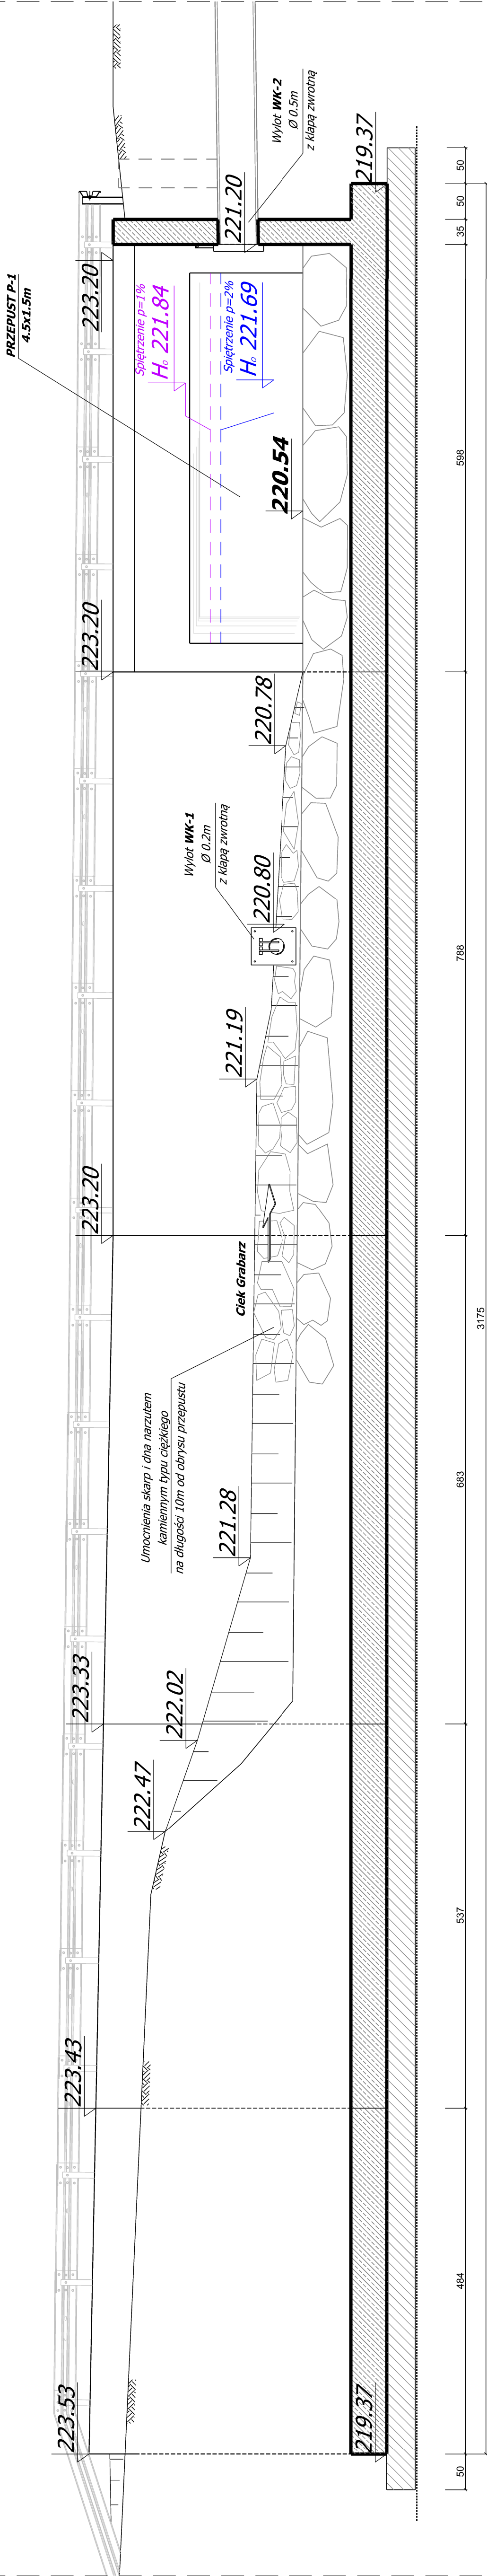 PRZEPUST P-1
4.5x1.5m
223.20
223.20
223.20
223.33
223.43
223.53
Spiętrzenie p=1%
H₀ 221.84
Spiętrzenie p=2%
H₀ 221.69
221.20
Wylot WK-2
Ø 0.5m
z klapą zwrotną
219.37
220.54
220.78
Wylot WK-1
Ø 0.2m
z klapą zwrotną
220.80
221.19
Ciek Grabarz
Umocnienia skarp i dna narzutem
kamiennym typu ciężkiego
na długości 10m od obrysu przepustu
221.28
222.02
222.47
219.37
50
484
537
683
788
598
35
50
50
3175